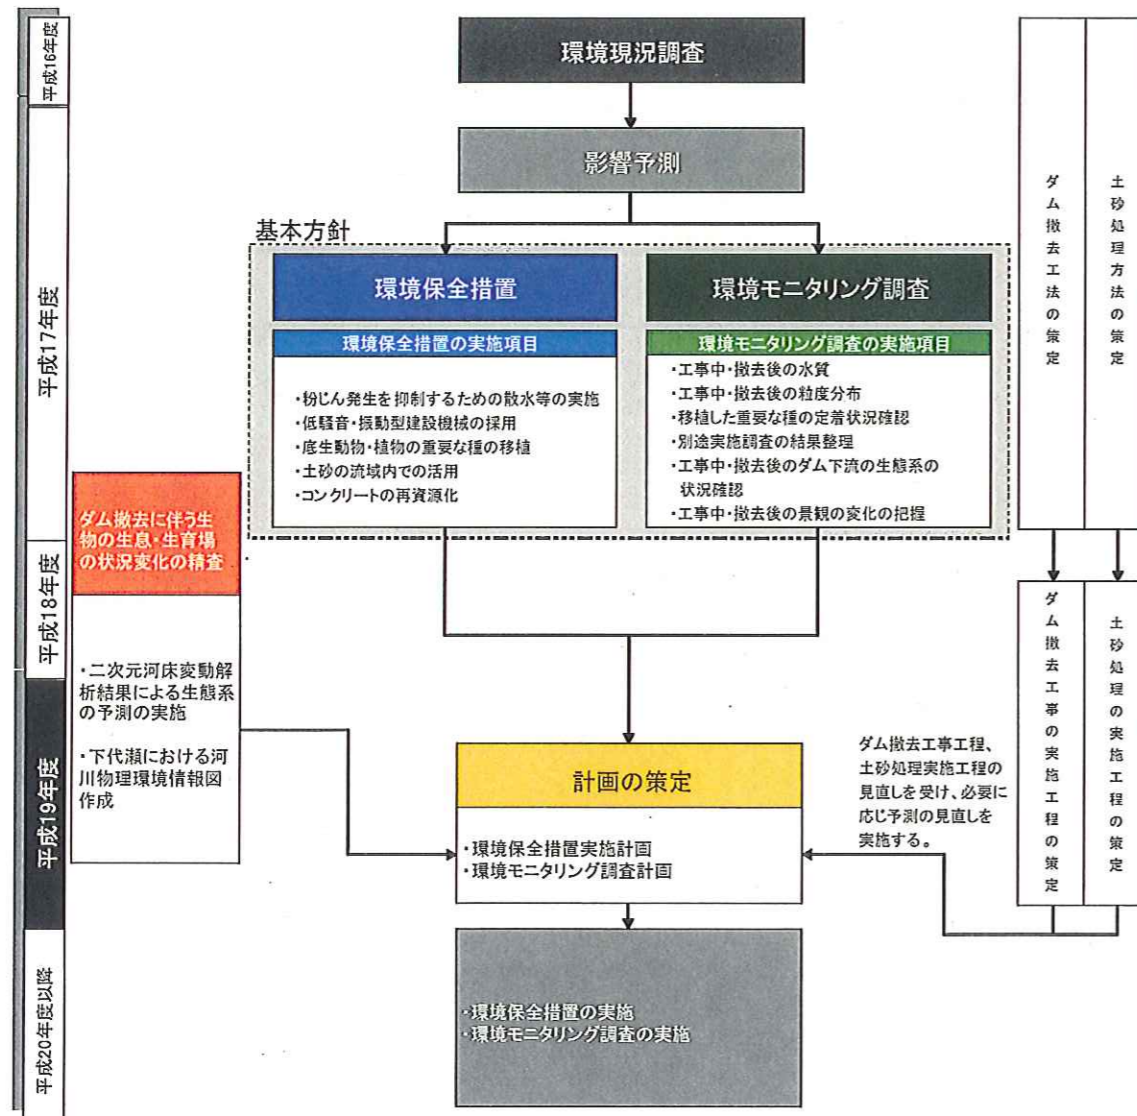 平成16年度
平成17年度
平成18年度
平成19年度
平成20年度以降
環境現況調査
影響予測
基本方針
環境保全措置
環境保全措置の実施項目
・粉じん発生を抑制するための散水等の実施
・低騒音・振動型建設機械の採用
・底生動物・植物の重要な種の移植
・土砂の流域内での活用
・コンクリートの再資源化
環境モニタリング調査
環境モニタリング調査の実施項目
・工事中・撤去後の水質
・工事中・撤去後の粒度分布
・移植した重要な種の定着状況確認
・別途実施調査の結果整理
・工事中・撤去後のダム下流の生態系の
状況確認
・工事中・撤去後の景観の変化の把握
ダム撤去に伴う生
物の生息・生育場
の状況変化の精査
・二次元河床変動解
析結果による生態系
の予測の実施
・下代瀬における河
川物理環境情報図
作成
計画の策定
・環境保全措置実施計画
・環境モニタリング調査計画
・環境保全措置の実施
・環境モニタリング調査の実施
ダム撤去工事工程、
土砂処理実施工程の
見直しを受け、必要に
応じ予測の見直しを
実施する。
ダム撤去工法の策定
土砂処理方法の策定
ダム撤去工事の実施工程の策定
土砂処理の実施工程の策定